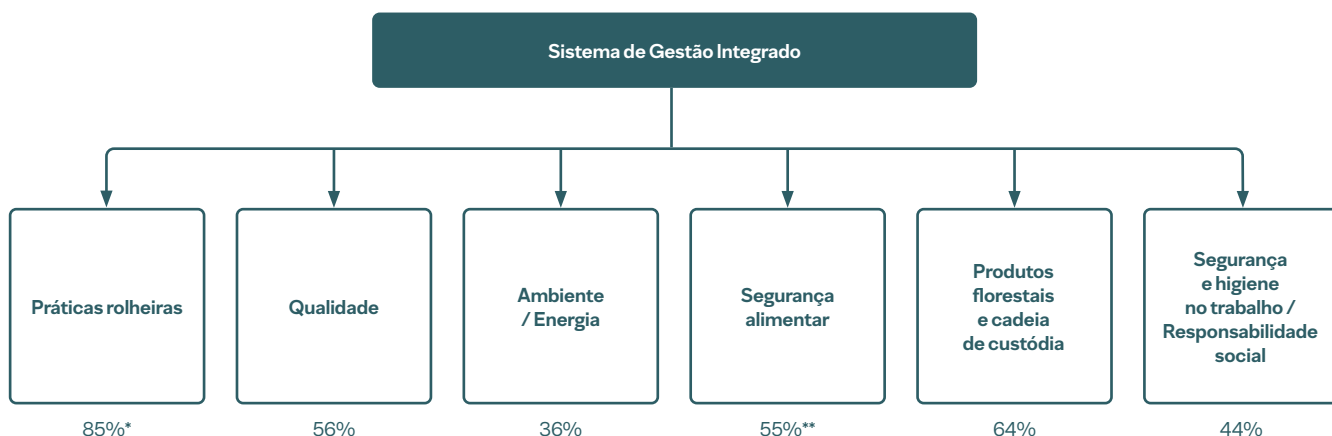 Sistema de Gestão Integrado
Práticas rolheiras
Qualidade
Ambiente
/ Energia
Segurança
alimentar
Produtos
florestais
e cadeia
de custódia
Segurança
e higiene
no trabalho /
Responsabilidade
social
85%*
56%
36%
55%**
64%
44%